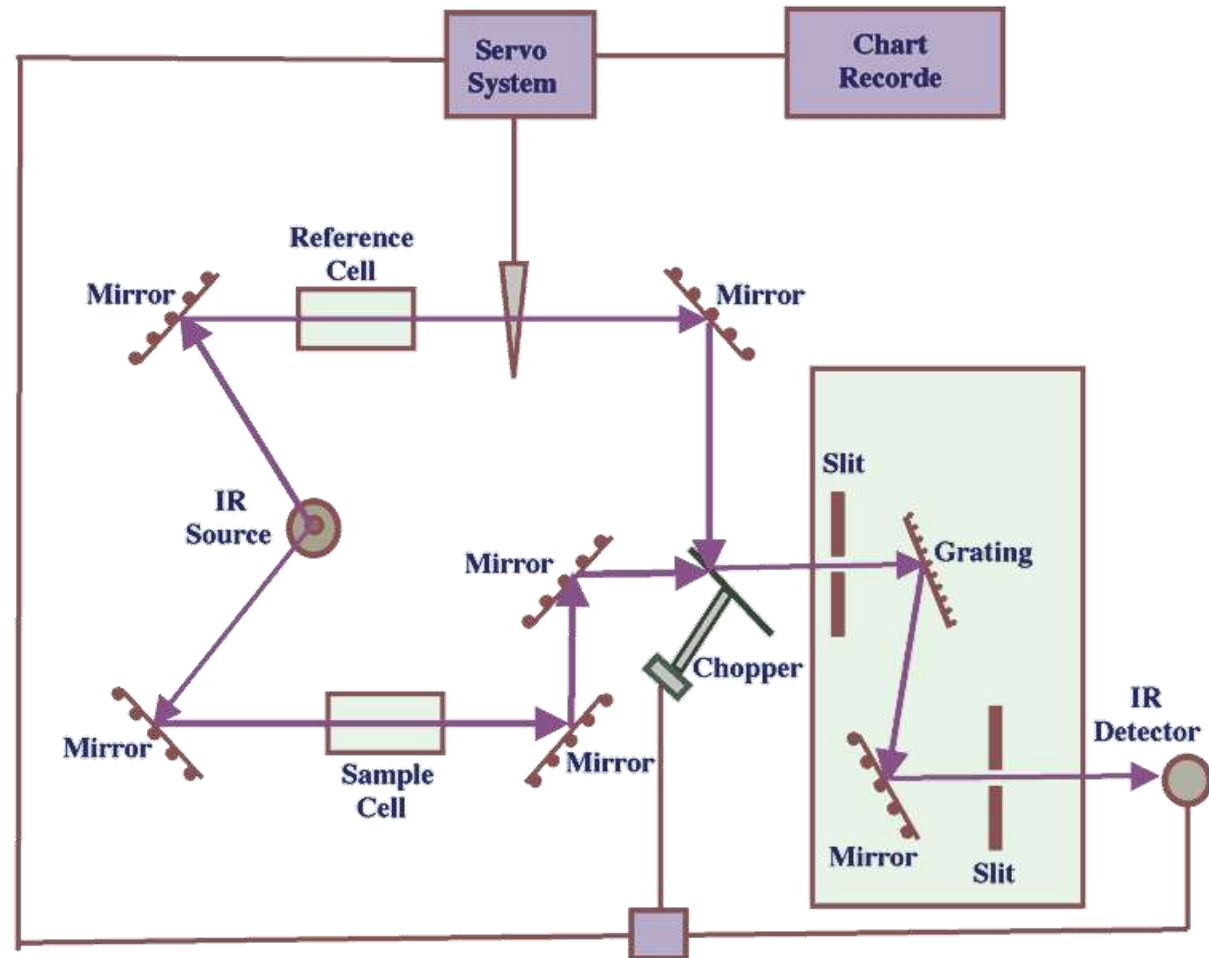 Servo
System
Chart
Recorde
Reference
Cell
Mirror
Mirror
Slit
IR
Source
Mirror
Grating
Chopper
IR
Detector
Mirror
Sample
Cell
Mirror
Mirror
Slit